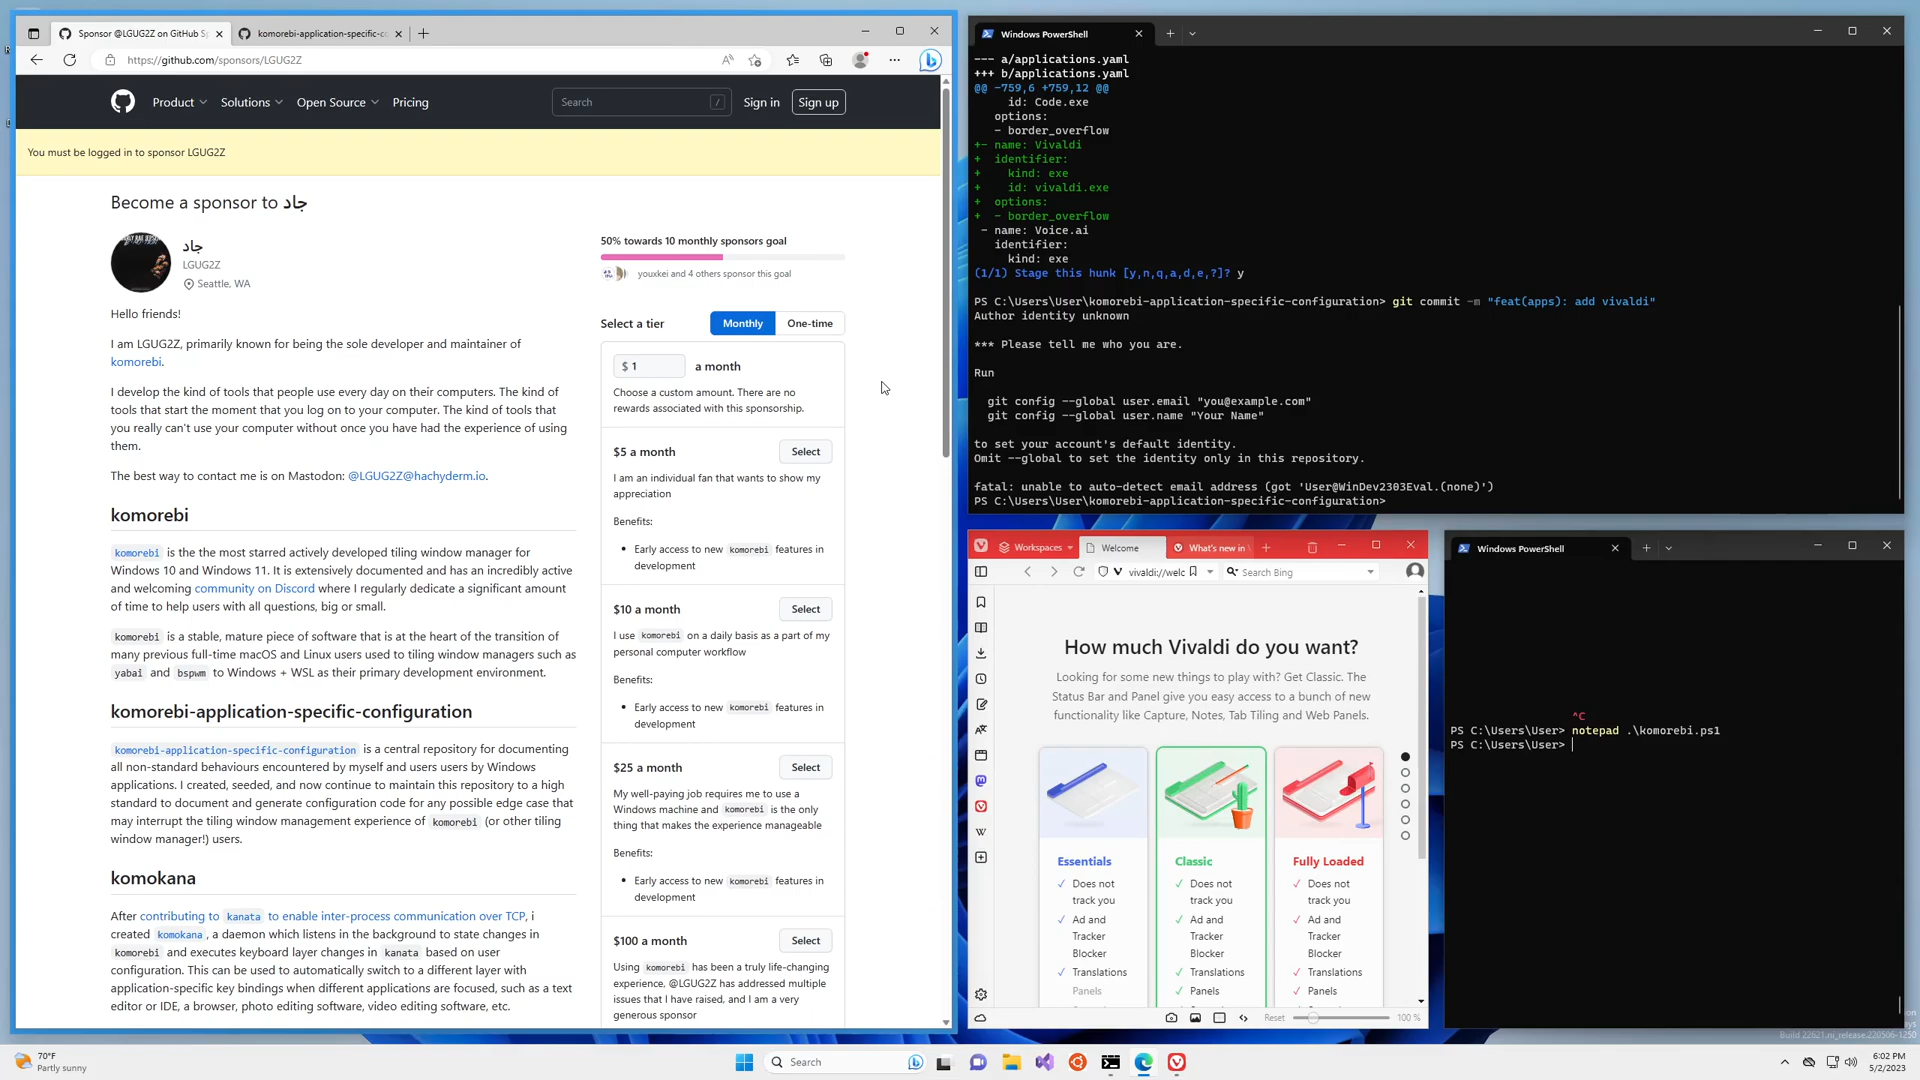 Sponsor @LGUG2Z on GitHub S
komorebi-application-specific-co
https://github.com/sponsors/LGUG2Z
Product
Solutions
Open Source
Pricing
Search
/
Sign in
Sign up
You must be logged in to sponsor LGUG2Z
Become a sponsor to جاد
جاد
LGUG2Z
Seattle, WA
Hello friends!
I am LGUG2Z, primarily known for being the sole developer and maintainer of
komorebi.
I develop the kind of tools that people use every day on their computers. The kind of
tools that start the moment that you log on to your computer. The kind of tools that
you really can't use your computer without once you have had the experience of using
them.
The best way to contact me is on Mastodon: @LGUG2Z@hachyderm.io.
komorebi
komorebi is the the most starred actively developed tiling window manager for
Windows 10 and Windows 11. It is extensively documented and has an incredibly active
and welcoming community on Discord where I regularly dedicate a significant amount
of time to help users with all questions, big or small.
komorebi is a stable, mature piece of software that is at the heart of the transition of
many previous full-time macOS and Linux users used to tiling window managers such as
yabai and bspwm to Windows + WSL as their primary development environment.
komorebi-application-specific-configuration
komorebi-application-specific-configuration is a central repository for documenting
all non-standard behaviours encountered by myself and users users by Windows
applications. I created, seeded, and now continue to maintain this repository to a high
standard to document and generate configuration code for any possible edge case that
may interrupt the tiling window management experience of komorebi (or other tiling
window manager!) users.
komokana
After contributing to kanata to enable inter-process communication over TCP, i
created komokana, a daemon which listens in the background to state changes in
komorebi and executes keyboard layer changes in kanata based on user
configuration. This can be used to automatically switch to a different layer with
application-specific key bindings when different applications are focused, such as a text
editor or IDE, a browser, photo editing software, video editing software, etc.
50% towards 10 monthly sponsors goal
youxkei and 4 others sponsor this goal
Select a tier
Monthly
One-time
$ 1
a month
Choose a custom amount. There are no
rewards associated with this sponsorship.
$5 a month
Select
I am an individual fan that wants to show my
appreciation
Benefits:
• Early access to new komorebi features in
development
$10 a month
Select
I use komorebi on a daily basis as a part of my
personal computer workflow
Benefits:
• Early access to new komorebi features in
development
$25 a month
Select
My well-paying job requires me to use a
Windows machine and komorebi is the only
thing that makes the experience manageable
Benefits:
• Early access to new komorebi features in
development
$100 a month
Select
Using komorebi has been a truly life-changing
experience, @LGUG2Z has addressed multiple
issues that I have raised, and I am a very
generous sponsor
Windows PowerShell
--- a/applications.yaml
+++ b/applications.yaml
@@ -759,6 +759,12 @@
id: Code.exe
options:
- border_overflow
+- name: Vivaldi
+ identifier:
+ kind: exe
+ id: vivaldi.exe
+ options:
+ - border_overflow
- name: Voice.ai
identifier:
kind: exe
(1/1) Stage this hunk [y,n,q,a,d,e,?]? y
PS C:\Users\User\komorebi-application-specific-configuration> git commit -m "feat(apps): add vivaldi"
Author identity unknown
*** Please tell me who you are.
Run
git config --global user.email "you@example.com"
git config --global user.name "Your Name"
to set your account's default identity.
Omit --global to set the identity only in this repository.
fatal: unable to auto-detect email address (got 'User@WinDev2303Eval.(none)')
PS C:\Users\User\komorebi-application-specific-configuration>
Workspaces
Welcome
What's new in
vivaldi://welc
Search Bing
How much Vivaldi do you want?
Looking for some new things to play with? Get Classic. The
Status Bar and Panel give you easy access to a bunch of new
functionality like Capture, Notes, Tab Tiling and Web Panels.
Essentials
✓ Does not
track you
✓ Ad and
Tracker
Blocker
✓ Translations
Panels
Classic
✓ Does not
track you
✓ Ad and
Tracker
Blocker
✓ Translations
✓ Panels
Fully Loaded
✓ Does not
track you
✓ Ad and
Tracker
Blocker
✓ Translations
✓ Panels
Reset
100 %
Windows PowerShell
^C
PS C:\Users\User> notepad .\komorebi.ps1
PS C:\Users\User>
Build 22621.ni_release.220506-1250
70°F
Partly sunny
Search
6:02 PM
5/2/2023